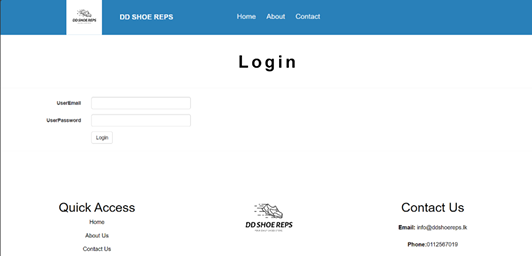 DD SHOE REPS
DD SHOE REPS
Home
About
Contact
Login
UserEmail
UserPassword
Login
Quick Access
Home
About Us
Contact Us
DD SHOE REPS
Contact Us
Email: info@ddshoereps.lk
Phone:0112567019